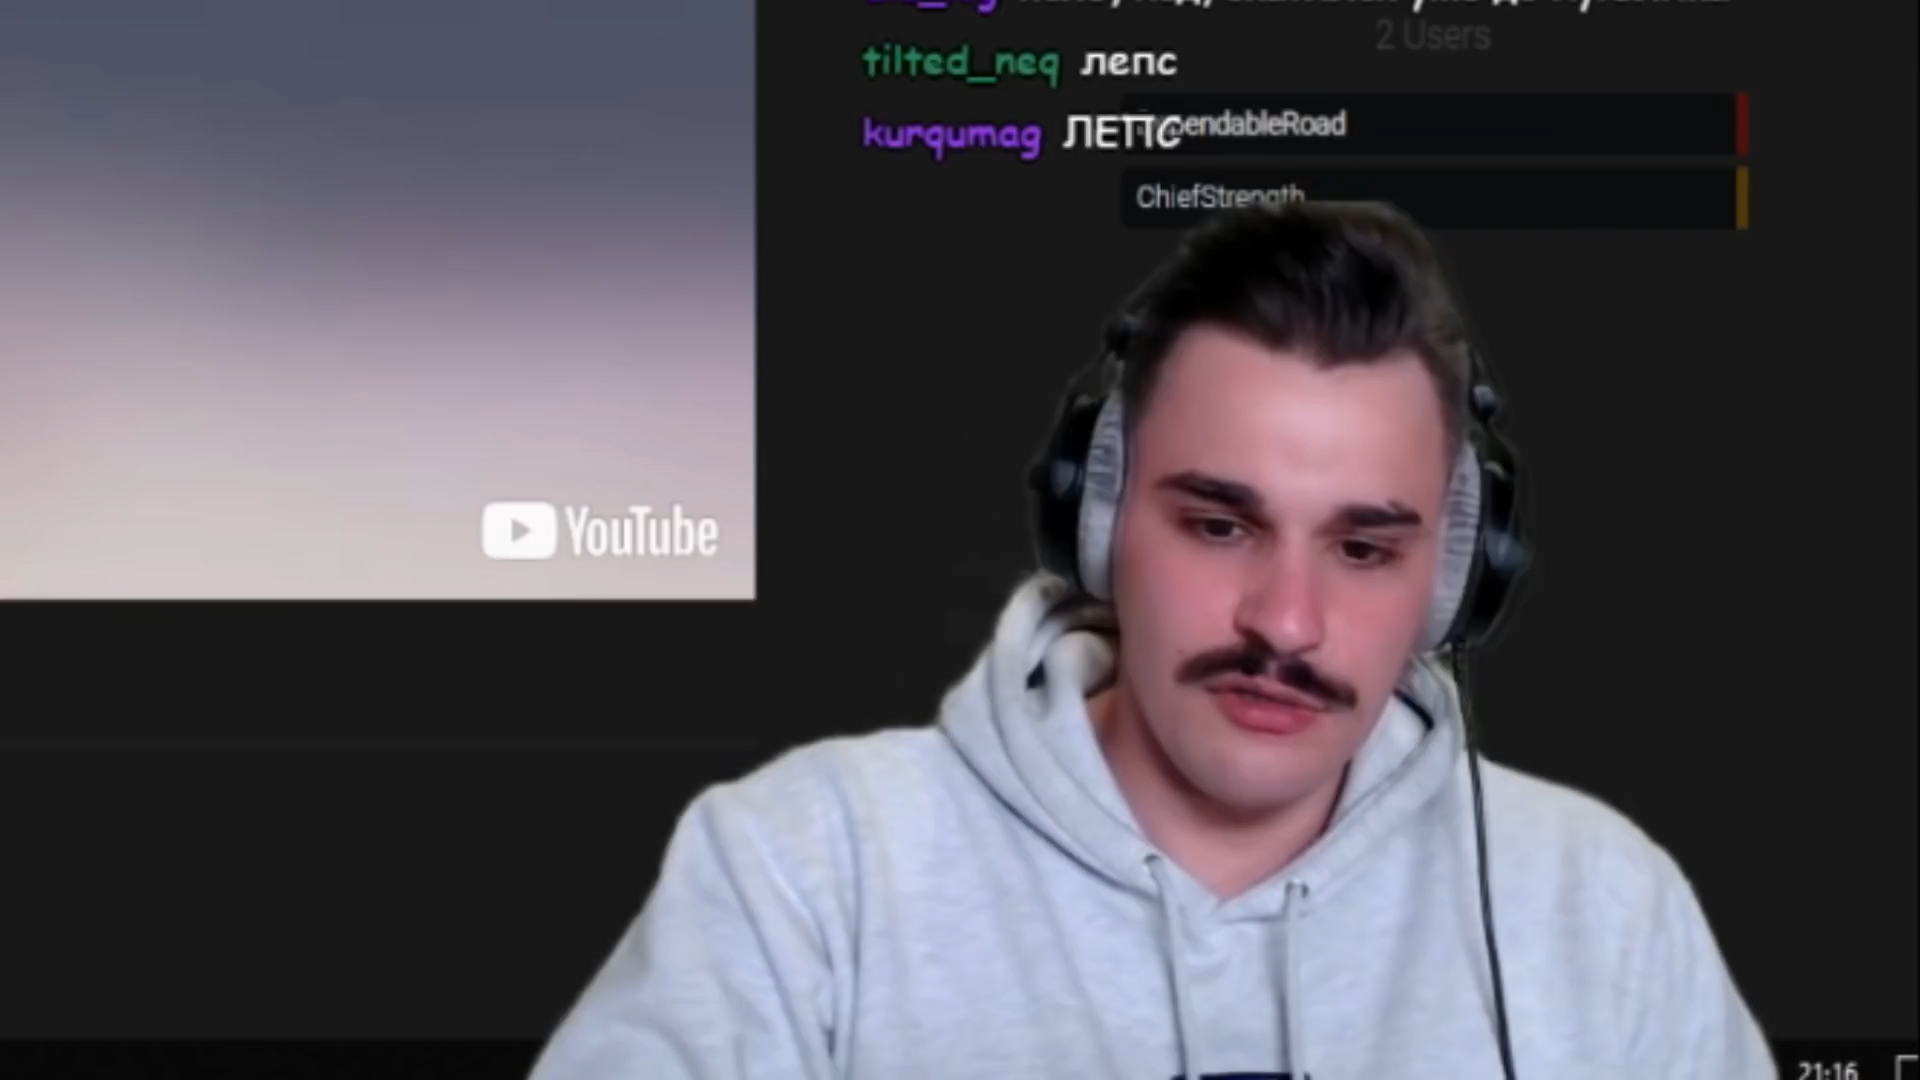 2 Users
tilted_neq лепс
kurqumag ЛЕПС
endableRoad
ChiefStrength
YouTube
21:16